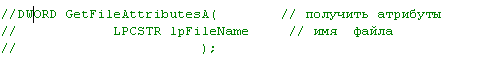 //DWORD GetFileAttributesA(        // получить атрибуты
//            LPCSTR lpFileName     // имя  файла
//                       );